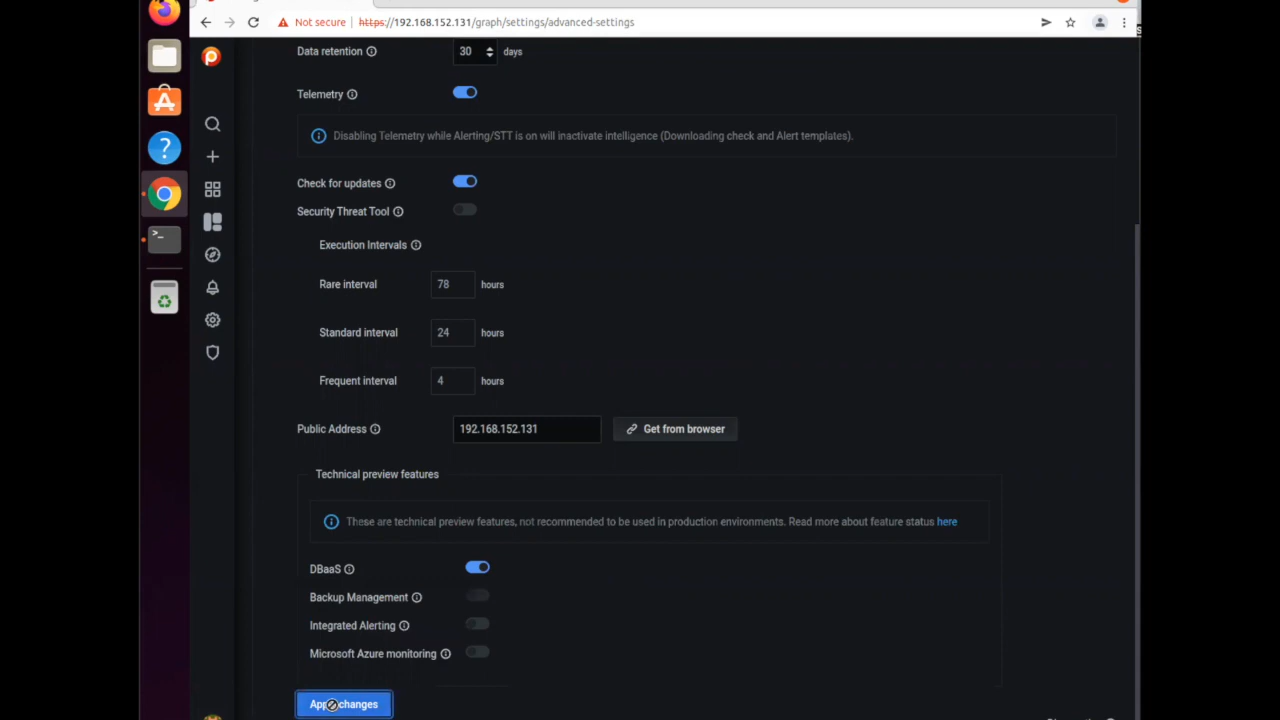 Not secure | https://192.168.152.131/graph/settings/advanced-settings
Data retention 30 days
Telemetry
Disabling Telemetry while Alerting/STT is on will inactivate intelligence (Downloading check and Alert templates).
Check for updates
Security Threat Tool
Execution Intervals
Rare interval 78 hours
Standard interval 24 hours
Frequent interval 4 hours
Public Address 192.168.152.131 Get from browser
Technical preview features
These are technical preview features, not recommended to be used in production environments. Read more about feature status here
DBaaS
Backup Management
Integrated Alerting
Microsoft Azure monitoring
changes